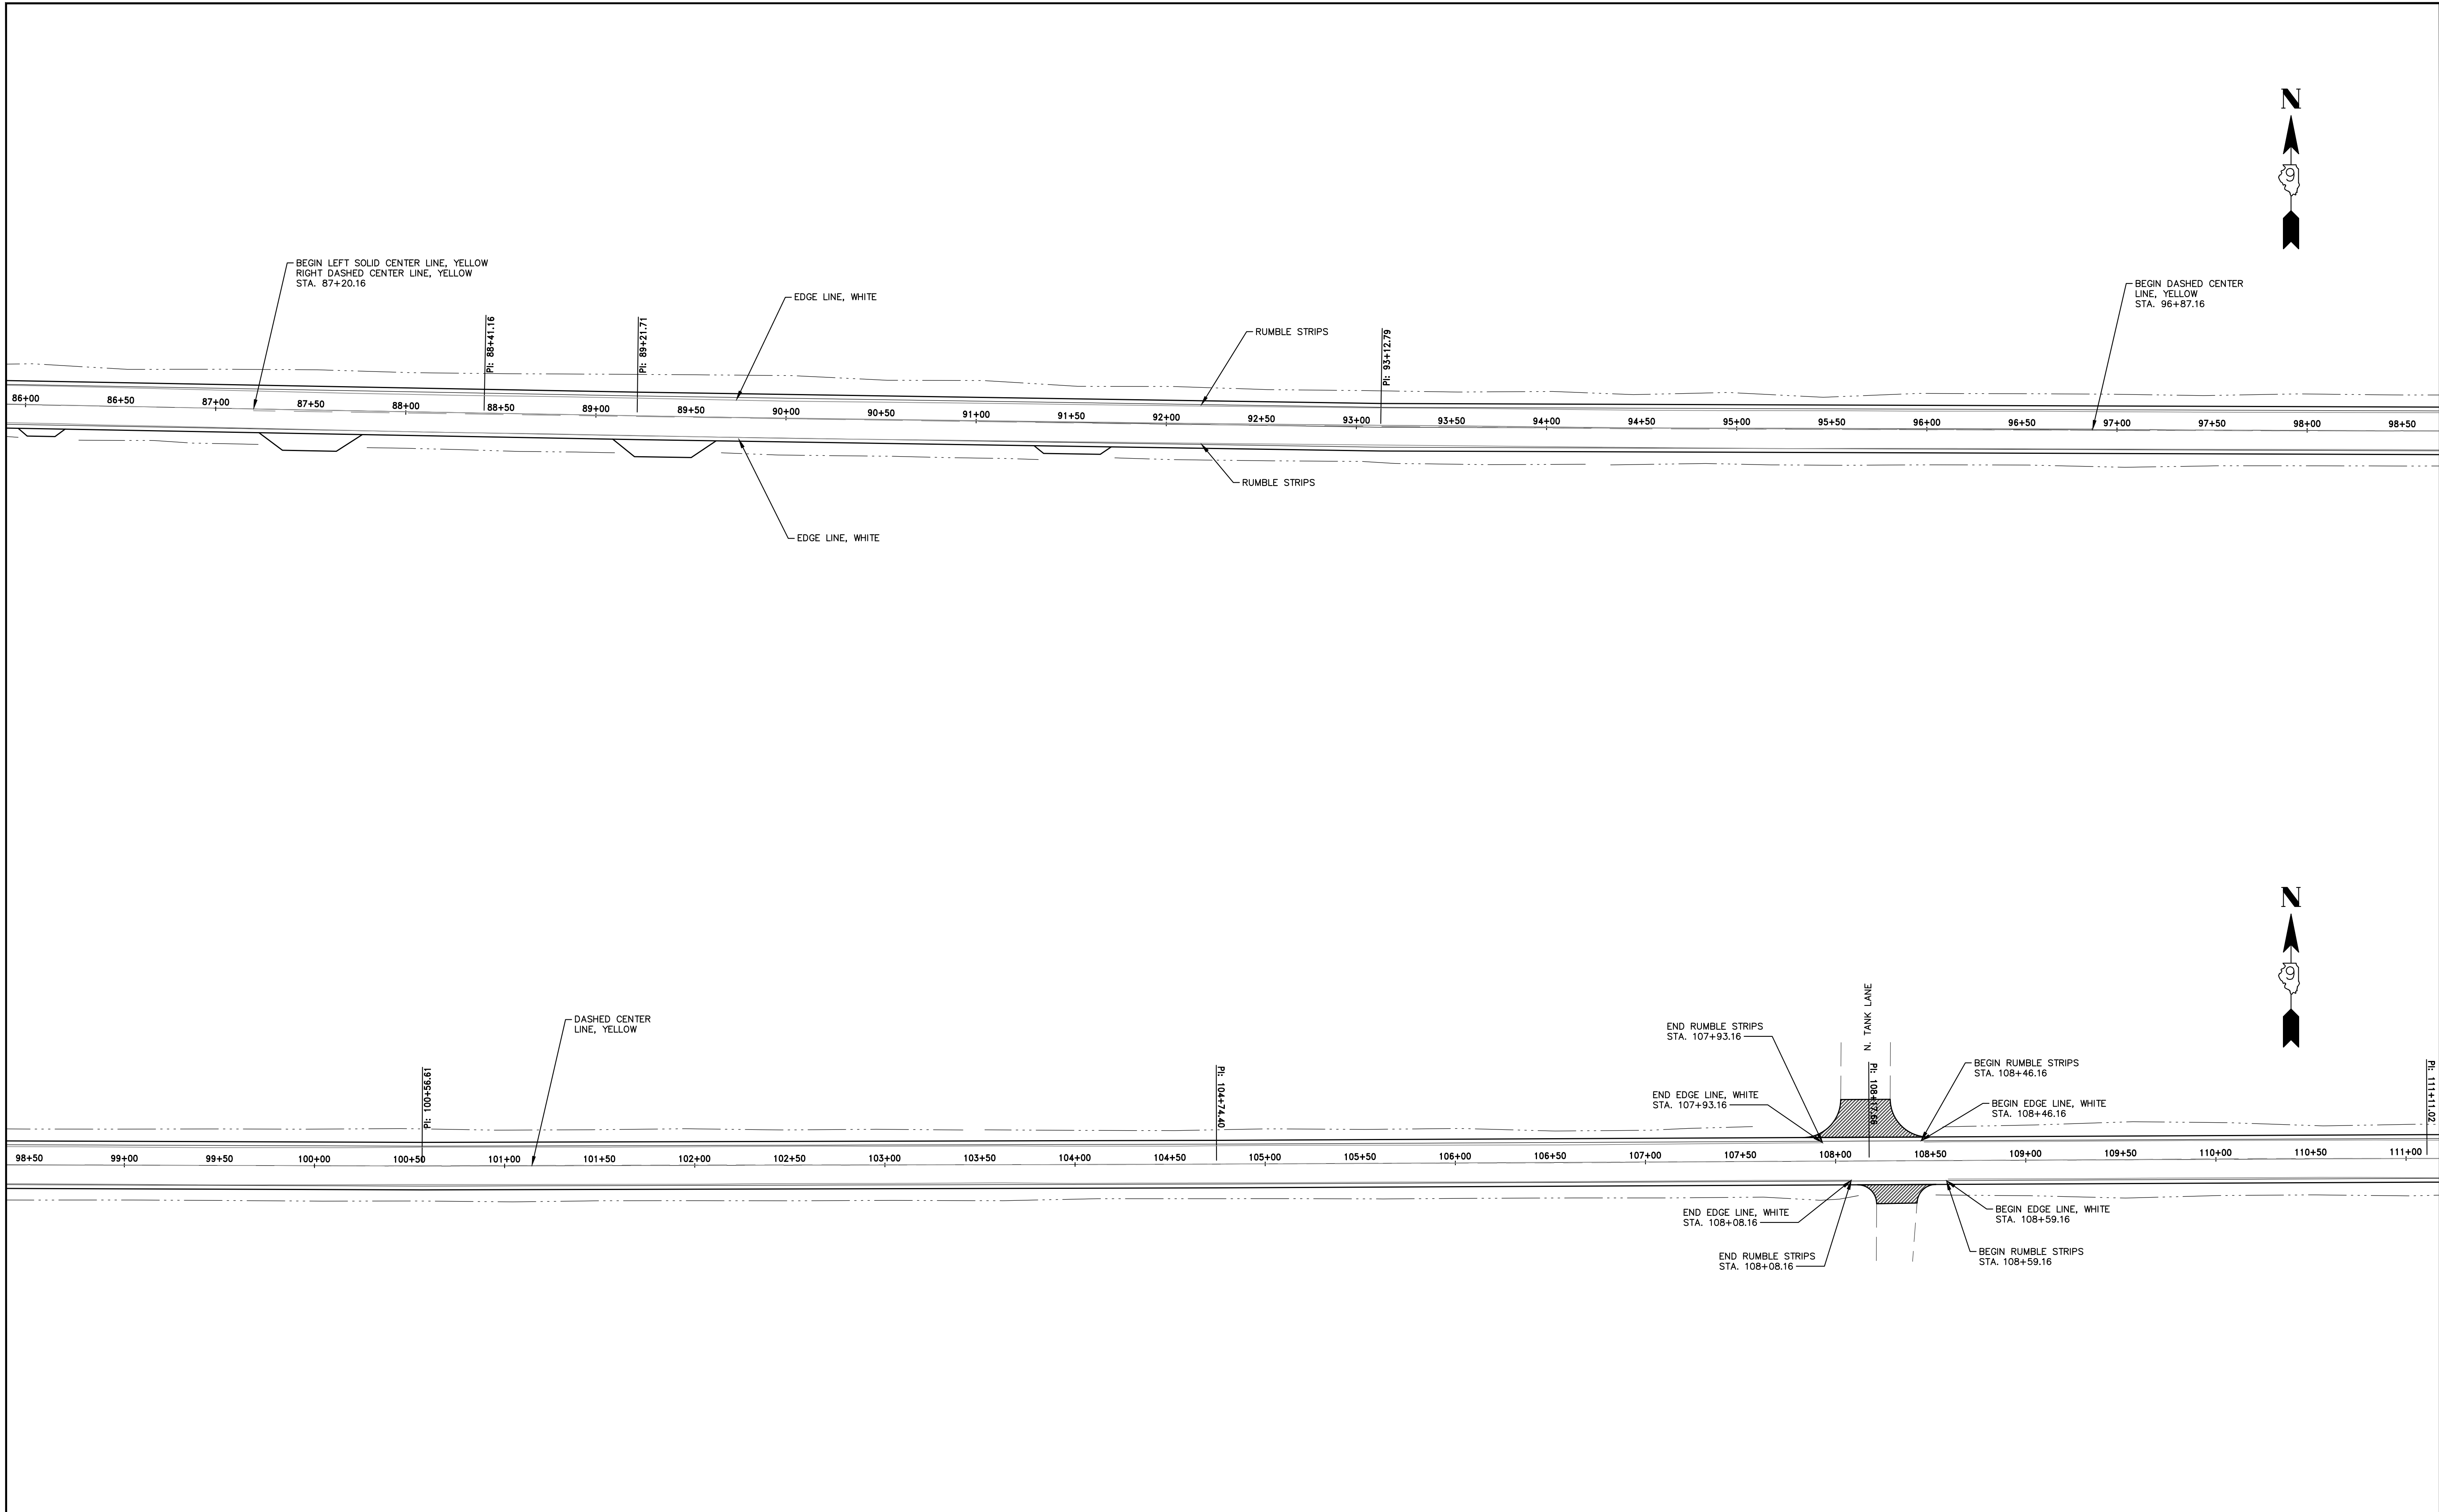 N
9
BEGIN LEFT SOLID CENTER LINE, YELLOW
RIGHT DASHED CENTER LINE, YELLOW
STA. 87+20.16
EDGE LINE, WHITE
RUMBLE STRIPS
BEGIN DASHED CENTER
LINE, YELLOW
STA. 96+87.16
PI: 88+41.16
PI: 89+21.71
PI: 93+12.79
86+00 86+50 87+00 87+50 88+00 88+50 89+00 89+50 90+00 90+50 91+00 91+50 92+00 92+50 93+00 93+50 94+00 94+50 95+00 95+50 96+00 96+50 97+00 97+50 98+00 98+50
RUMBLE STRIPS
EDGE LINE, WHITE
N
9
DASHED CENTER
LINE, YELLOW
PI: 100+56.61
PI: 104+74.40
END RUMBLE STRIPS
STA. 107+93.16
N. TANK LANE
PI: 108+17.66
BEGIN RUMBLE STRIPS
STA. 108+46.16
END EDGE LINE, WHITE
STA. 107+93.16
BEGIN EDGE LINE, WHITE
STA. 108+46.16
PI: 111+11.02
98+50 99+00 99+50 100+00 100+50 101+00 101+50 102+00 102+50 103+00 103+50 104+00 104+50 105+00 105+50 106+00 106+50 107+00 107+50 108+00 108+50 109+00 109+50 110+00 110+50 111+00
END EDGE LINE, WHITE
STA. 108+08.16
BEGIN EDGE LINE, WHITE
STA. 108+59.16
END RUMBLE STRIPS
STA. 108+08.16
BEGIN RUMBLE STRIPS
STA. 108+59.16